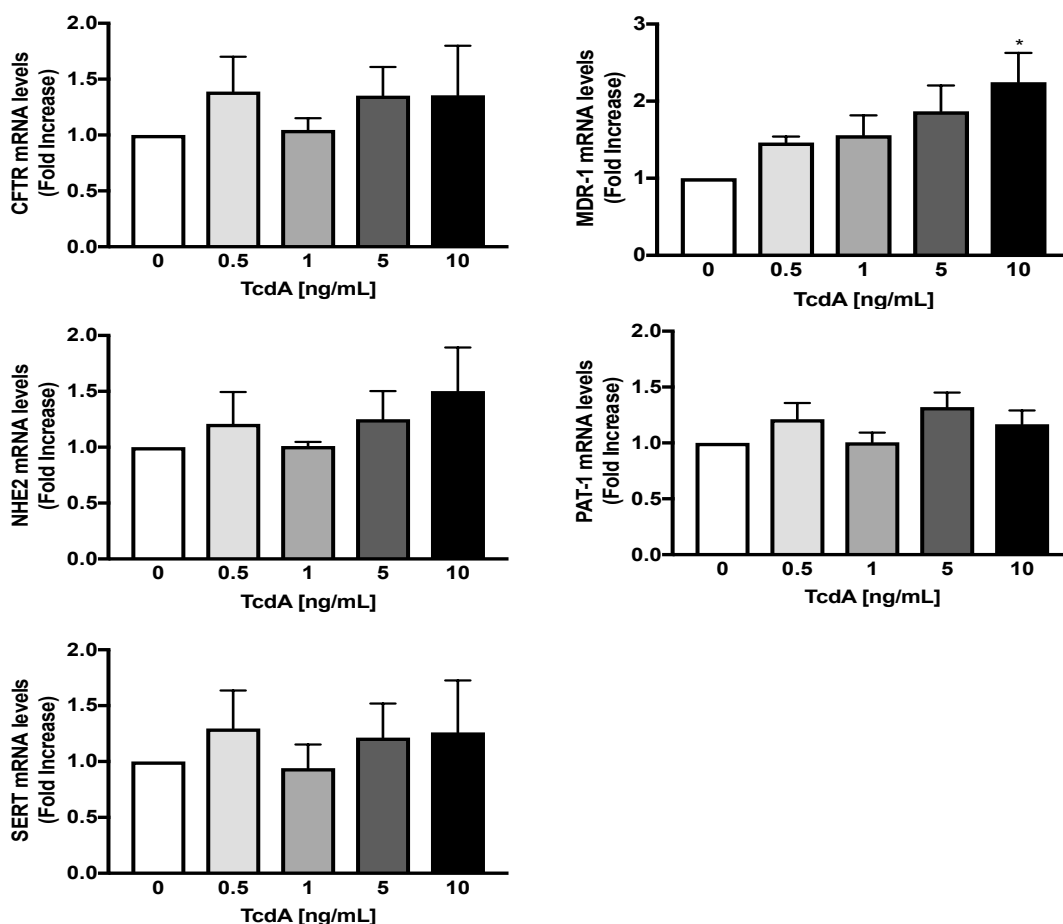 CFTR mRNA levels
(Fold Increase)
2.0
1.5
1.0
0.5
0.0
0 0.5 1 5 10
TcdA [ng/mL]
MDR-1 mRNA levels
(Fold Increase)
3
2
1
0
*
0 0.5 1 5 10
TcdA [ng/mL]
NHE2 mRNA levels
(Fold Increase)
2.0
1.5
1.0
0.5
0.0
0 0.5 1 5 10
TcdA [ng/mL]
PAT-1 mRNA levels
(Fold Increase)
2.0
1.5
1.0
0.5
0.0
0 0.5 1 5 10
TcdA [ng/mL]
SERT mRNA levels
(Fold Increase)
2.0
1.5
1.0
0.5
0.0
0 0.5 1 5 10
TcdA [ng/mL]